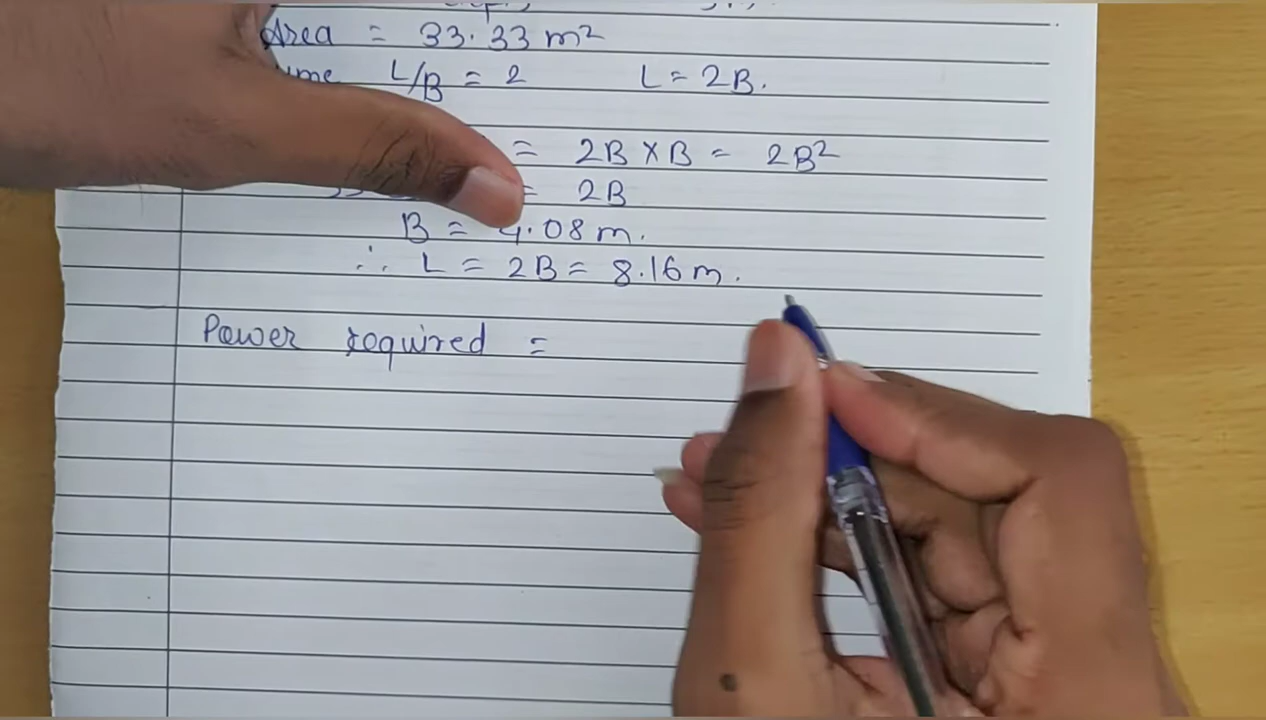 Area = 33.33 m²
L/B = 2 L = 2B.
= 2B × B = 2B²
= 2B
B = 4.08 m.
∴ L = 2B = 8.16 m.
Power required =